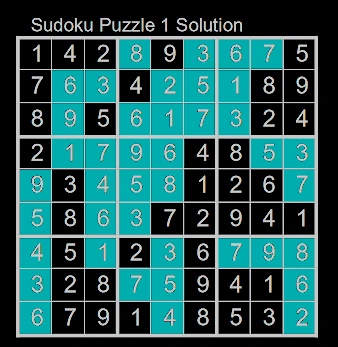 Sudoku Puzzle 1 Solution
1 4 2 8 9 3 6 7 5
7 6 3 4 2 5 1 8 9
8 9 5 6 1 7 3 2 4
2 1 7 9 6 4 8 5 3
9 3 4 5 8 1 2 6 7
5 8 6 3 7 2 9 4 1
4 5 1 2 3 6 7 9 8
3 2 8 7 5 9 4 1 6
6 7 9 1 4 8 5 3 2